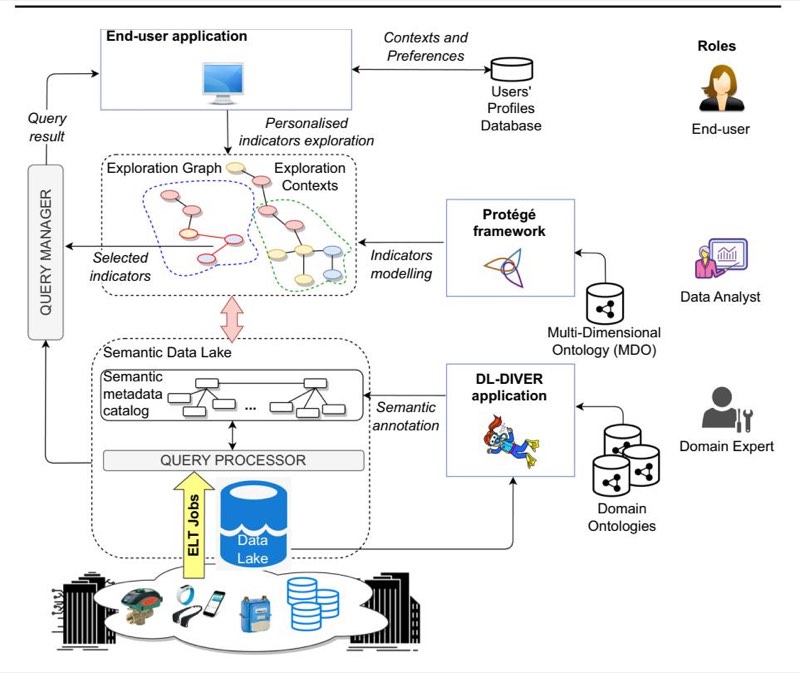 End-user application
Contexts and
Preferences
Users'
Profiles
Database
Roles
End-user
Query
result
Personalised
indicators exploration
Exploration Graph
Exploration
Contexts
QUERY MANAGER
Selected
indicators
Indicators
modelling
Protégé
framework
Multi-Dimensional
Ontology (MDO)
Data Analyst
Semantic Data Lake
Semantic
metadata
catalog
...
Semantic
annotation
DL-DIVER
application
Domain
Ontologies
Domain Expert
QUERY PROCESSOR
ELT Jobs
Data
Lake